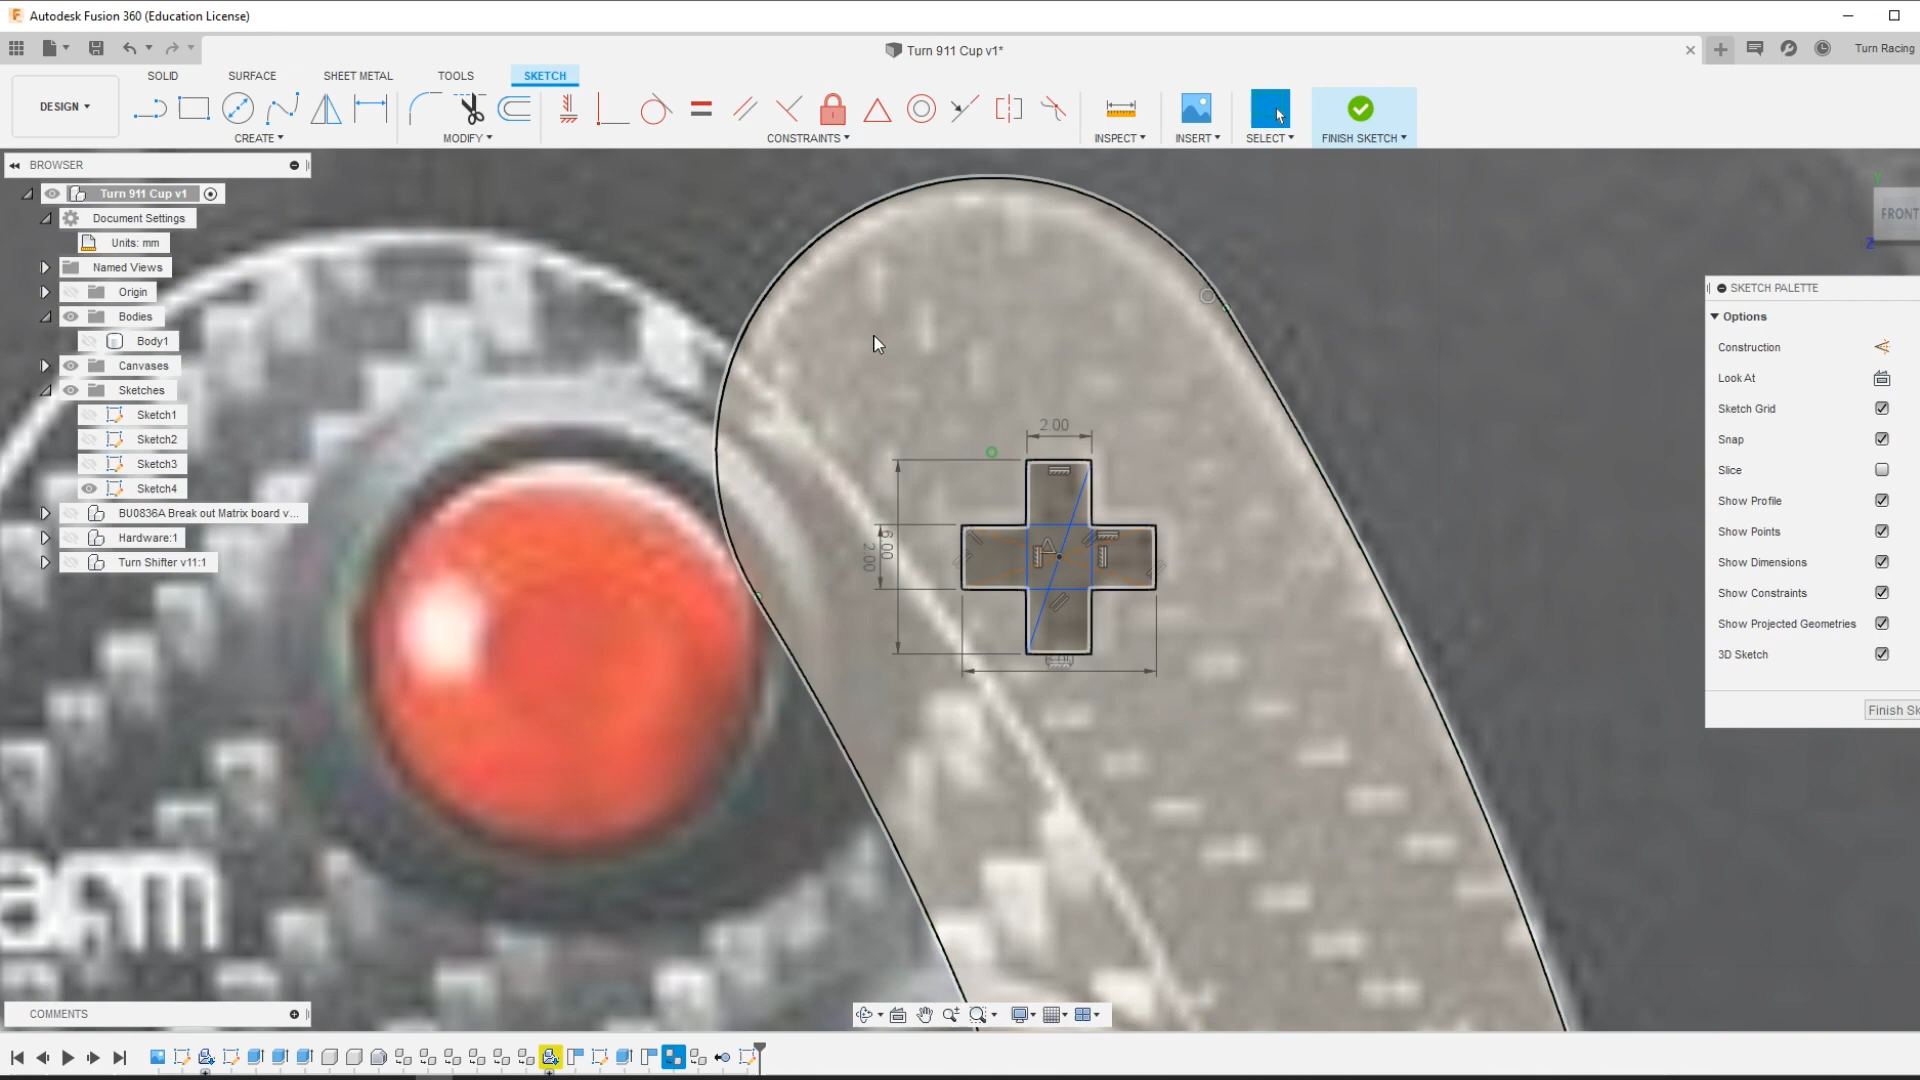 Autodesk Fusion 360 (Education License)
Turn 911 Cup v1*
Turn Racing
SOLID SURFACE SHEET METAL TOOLS SKETCH
DESIGN
CREATE MODIFY CONSTRAINTS INSPECT INSERT SELECT FINISH SKETCH
BROWSER
Turn 911 Cup v1
Document Settings
Units: mm
Named Views
Origin
Bodies
Body1
Canvases
Sketches
Sketch1
Sketch2
Sketch3
Sketch4
BU0836A Break out Matrix board v...
Hardware:1
Turn Shifter v11:1
FRONT
Y
Z
SKETCH PALETTE
Options
Construction
Look At
Sketch Grid
Snap
Slice
Show Profile
Show Points
Show Dimensions
Show Constraints
Show Projected Geometries
3D Sketch
Finish Sk
2.00
6.00
2.00
COMMENTS